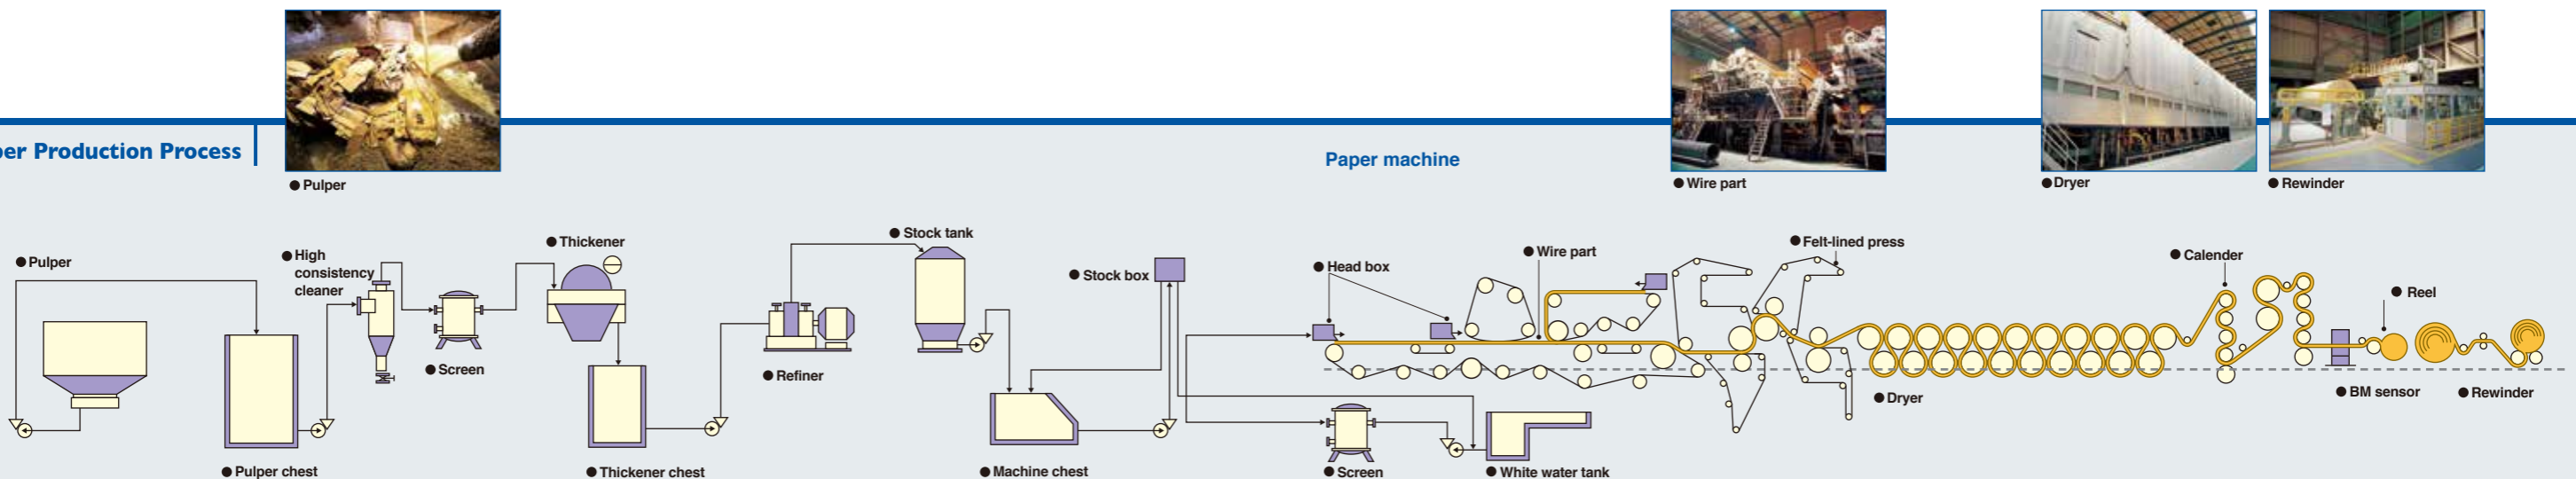 per Production Process
Pulper
Paper machine
Wire part
Dryer
Rewinder
Pulper
High
consistency
cleaner
Screen
Thickener
Stock tank
Stock box
Head box
Wire part
Felt-lined press
Calender
Reel
Refiner
Dryer
BM sensor
Rewinder
Pulper chest
Thickener chest
Machine chest
Screen
White water tank